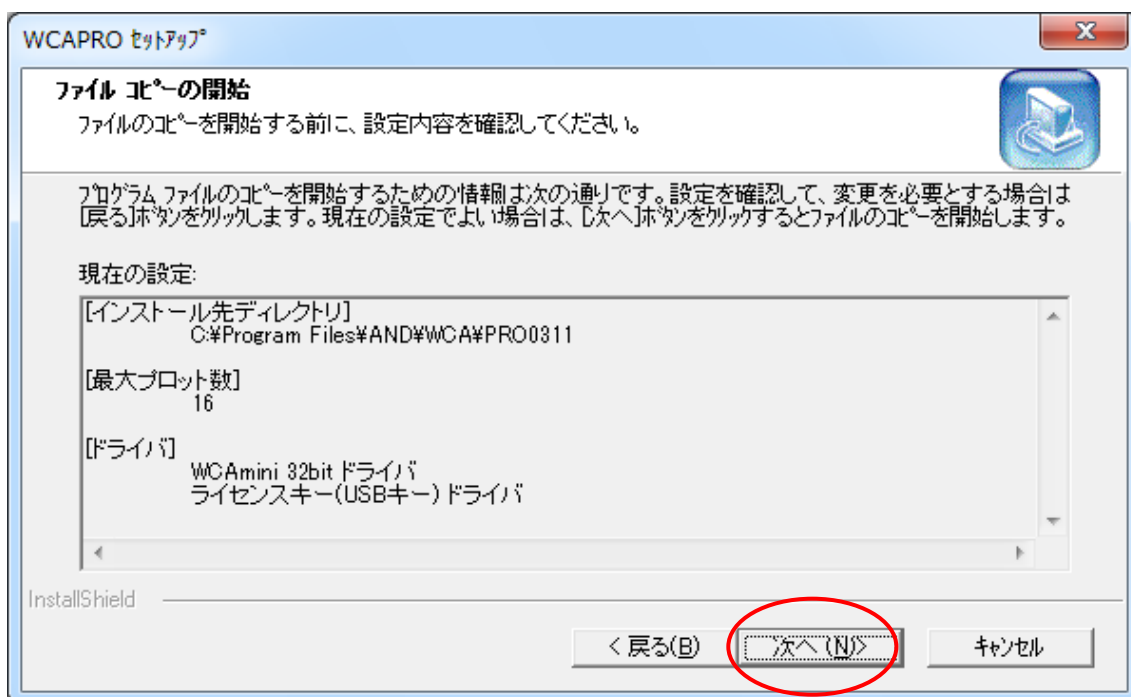 WCAPRO ｾｯﾄｱｯﾌﾟ
ﾌｧｲﾙ ｺﾋﾟｰの開始
ﾌｧｲﾙのｺﾋﾟｰを開始する前に、設定内容を確認してください。
ﾌﾟﾛｸﾞﾗﾑ ﾌｧｲﾙのｺﾋﾟｰを開始するための情報は次の通りです。設定を確認して、変更を必要とする場合は
[戻る]ﾎﾞﾀﾝをｸﾘｯｸします。現在の設定でよい場合は、[次へ]ﾎﾞﾀﾝをｸﾘｯｸするとﾌｧｲﾙのｺﾋﾟｰを開始します。
現在の設定:
[インストール先ディレクトリ]
C:¥Program Files¥AND¥WCA¥PRO0311
[最大プロット数]
16
[ドライバ]
WCAmini 32bit ドライバ
ライセンスキー(USBキー) ドライバ
InstallShield
< 戻る(B)
次へ (N)>
ｷｬﾝｾﾙ